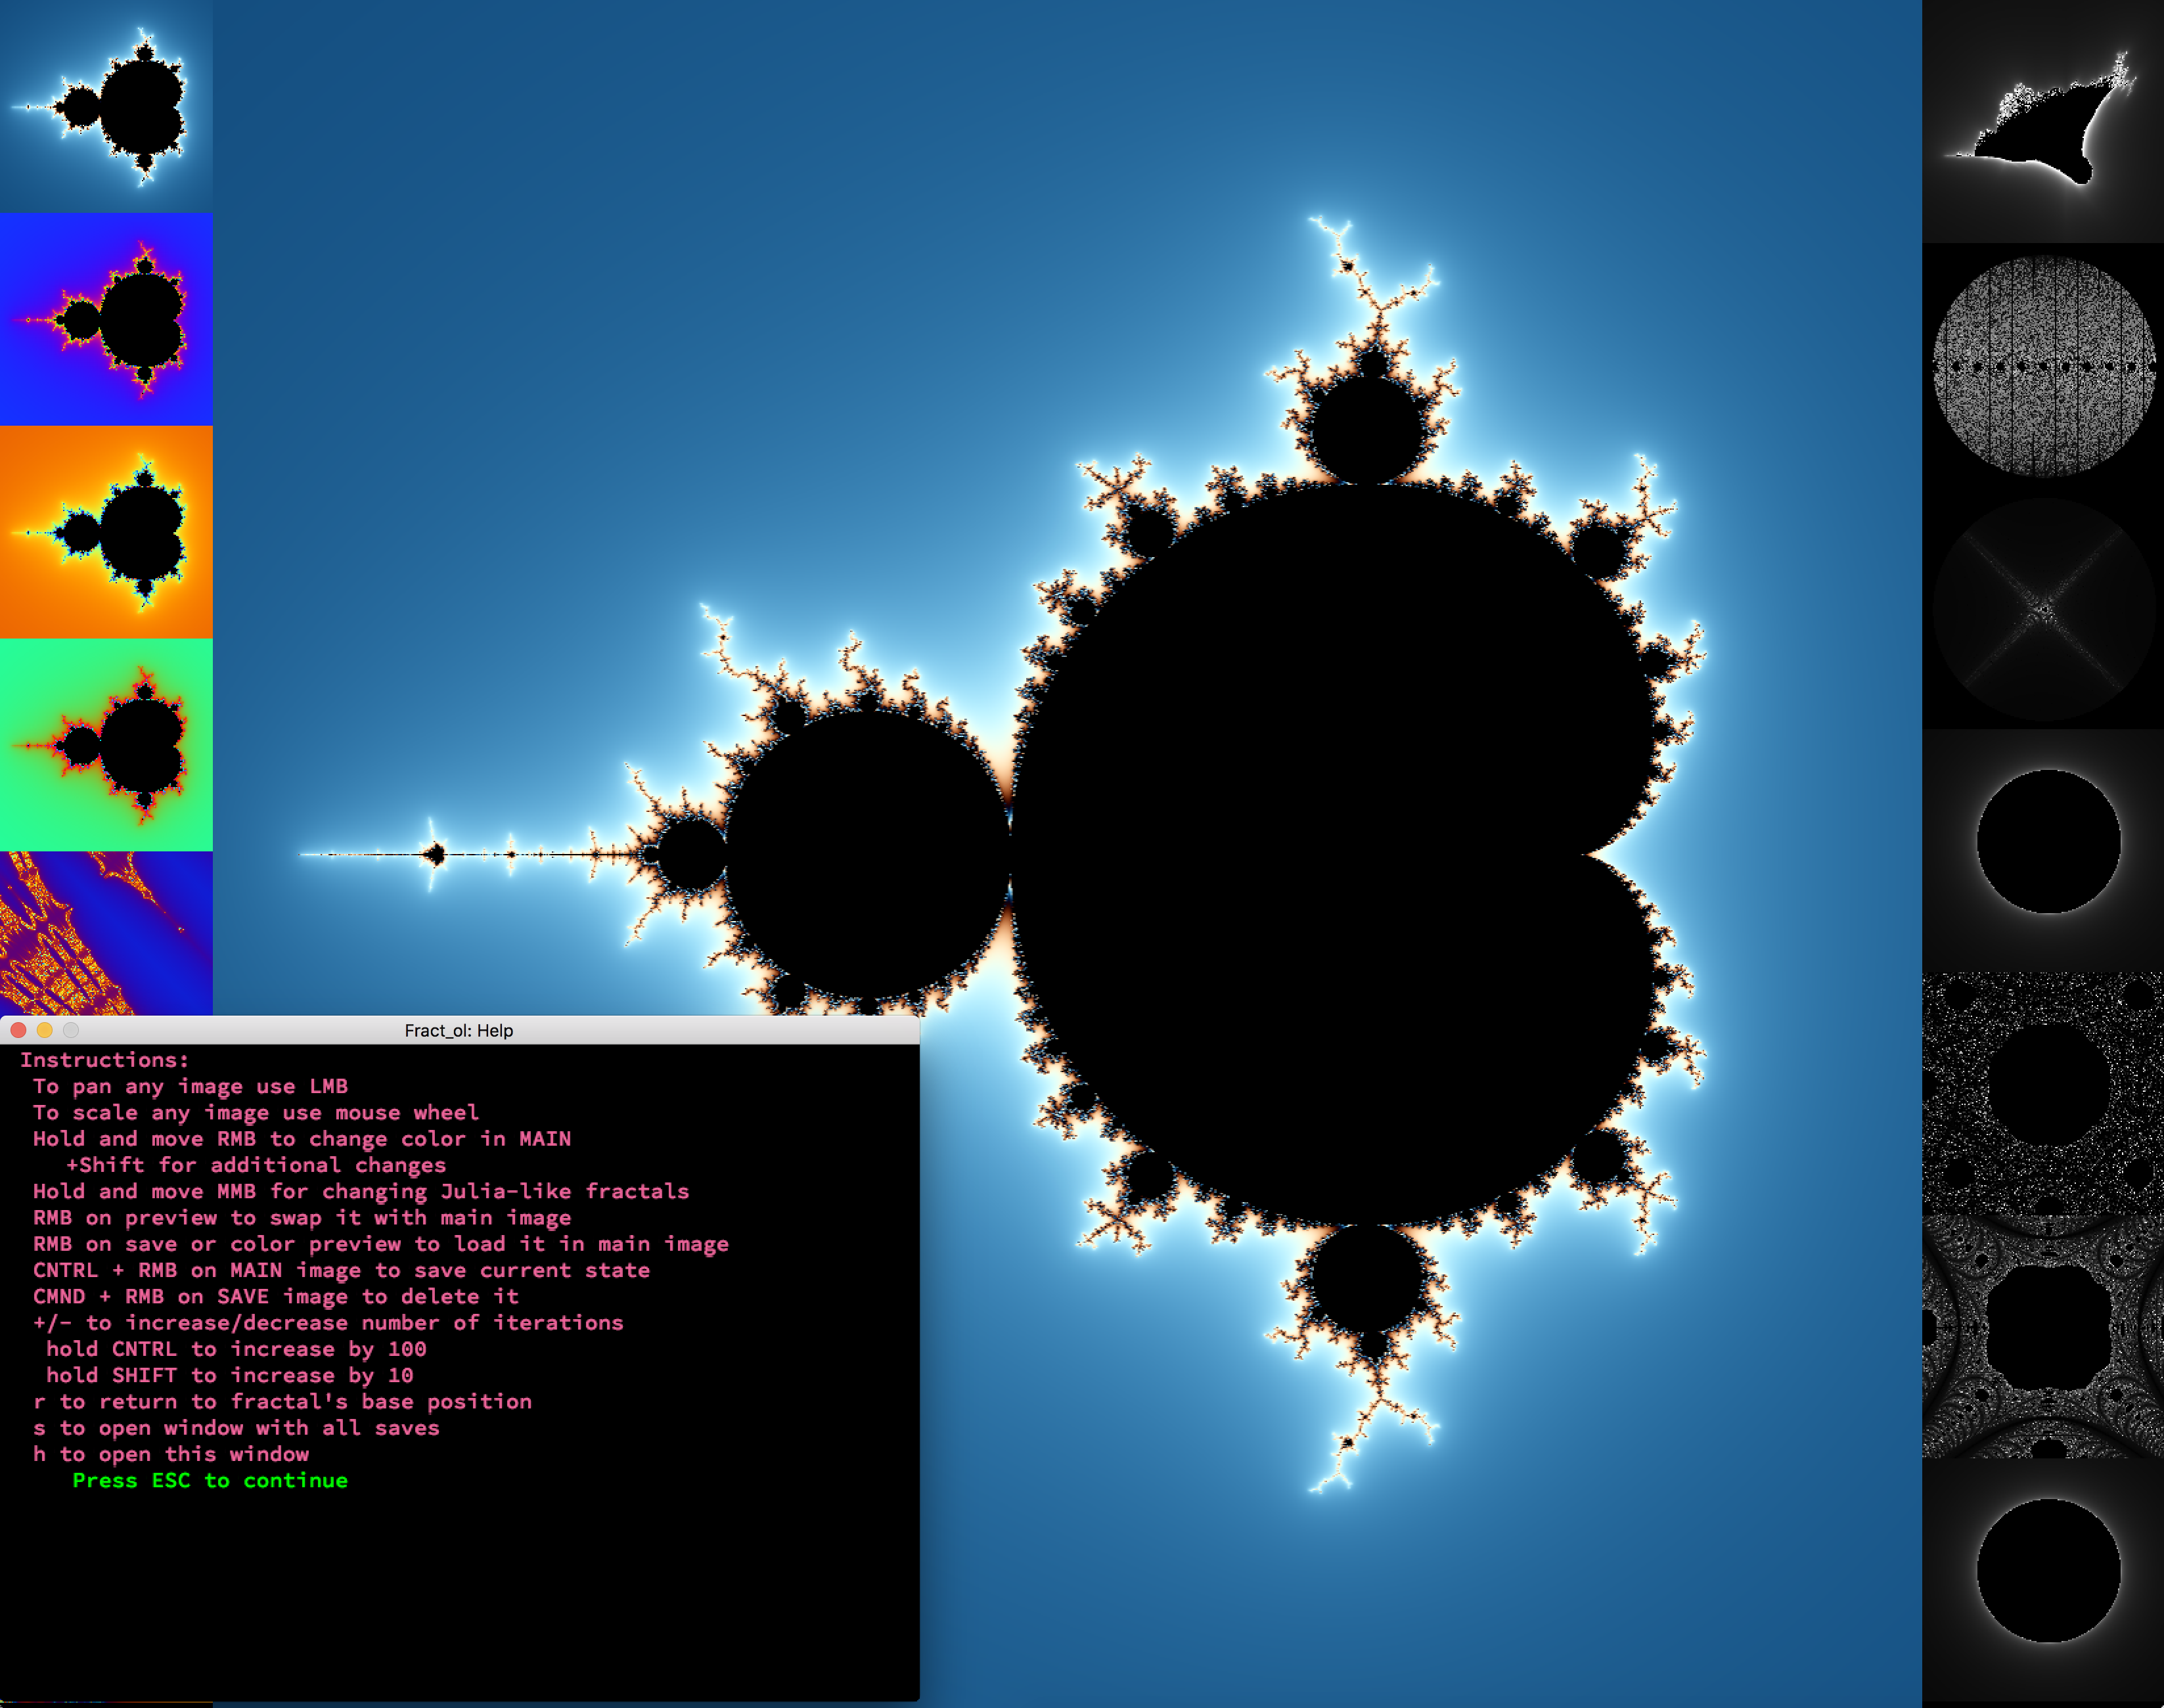 Fract_ol: Help
Instructions:
To pan any image use LMB
To scale any image use mouse wheel
Hold and move RMB to change color in MAIN
+Shift for additional changes
Hold and move MMB for changing Julia-like fractals
RMB on preview to swap it with main image
RMB on save or color preview to load it in main image
CNTRL + RMB on MAIN image to save current state
CMND + RMB on SAVE image to delete it
+/- to increase/decrease number of iterations
hold CNTRL to increase by 100
hold SHIFT to increase by 10
r to return to fractal's base position
s to open window with all saves
h to open this window
Press ESC to continue